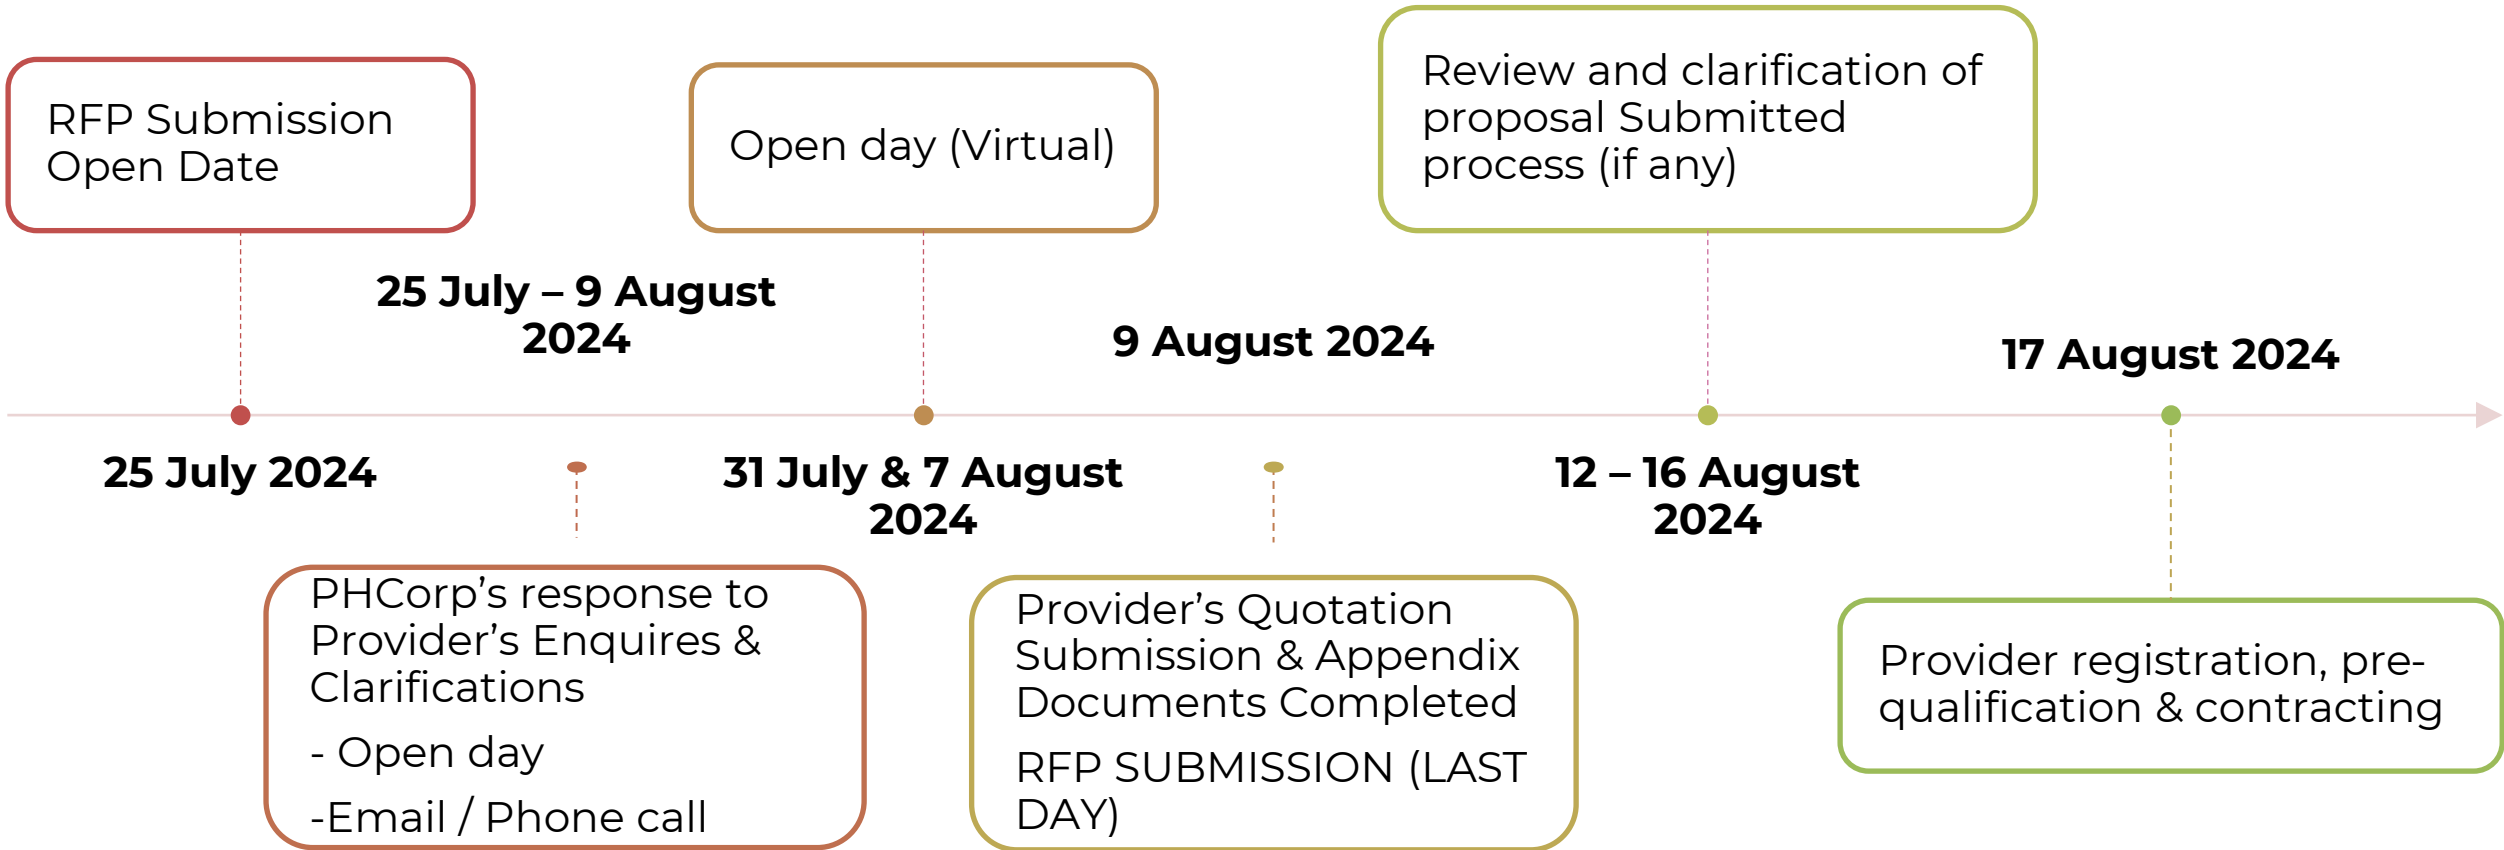 RFP Submission
Open Date
25 July 2024
25 July – 9 August
2024
PHCorp’s response to
Provider’s Enquires &
Clarifications
- Open day
-Email / Phone call
Open day (Virtual)
31 July & 7 August
2024
9 August 2024
Provider’s Quotation
Submission & Appendix
Documents Completed
RFP SUBMISSION (LAST
DAY)
Review and clarification of
proposal Submitted
process (if any)
12 – 16 August
2024
17 August 2024
Provider registration, pre-
qualification & contracting